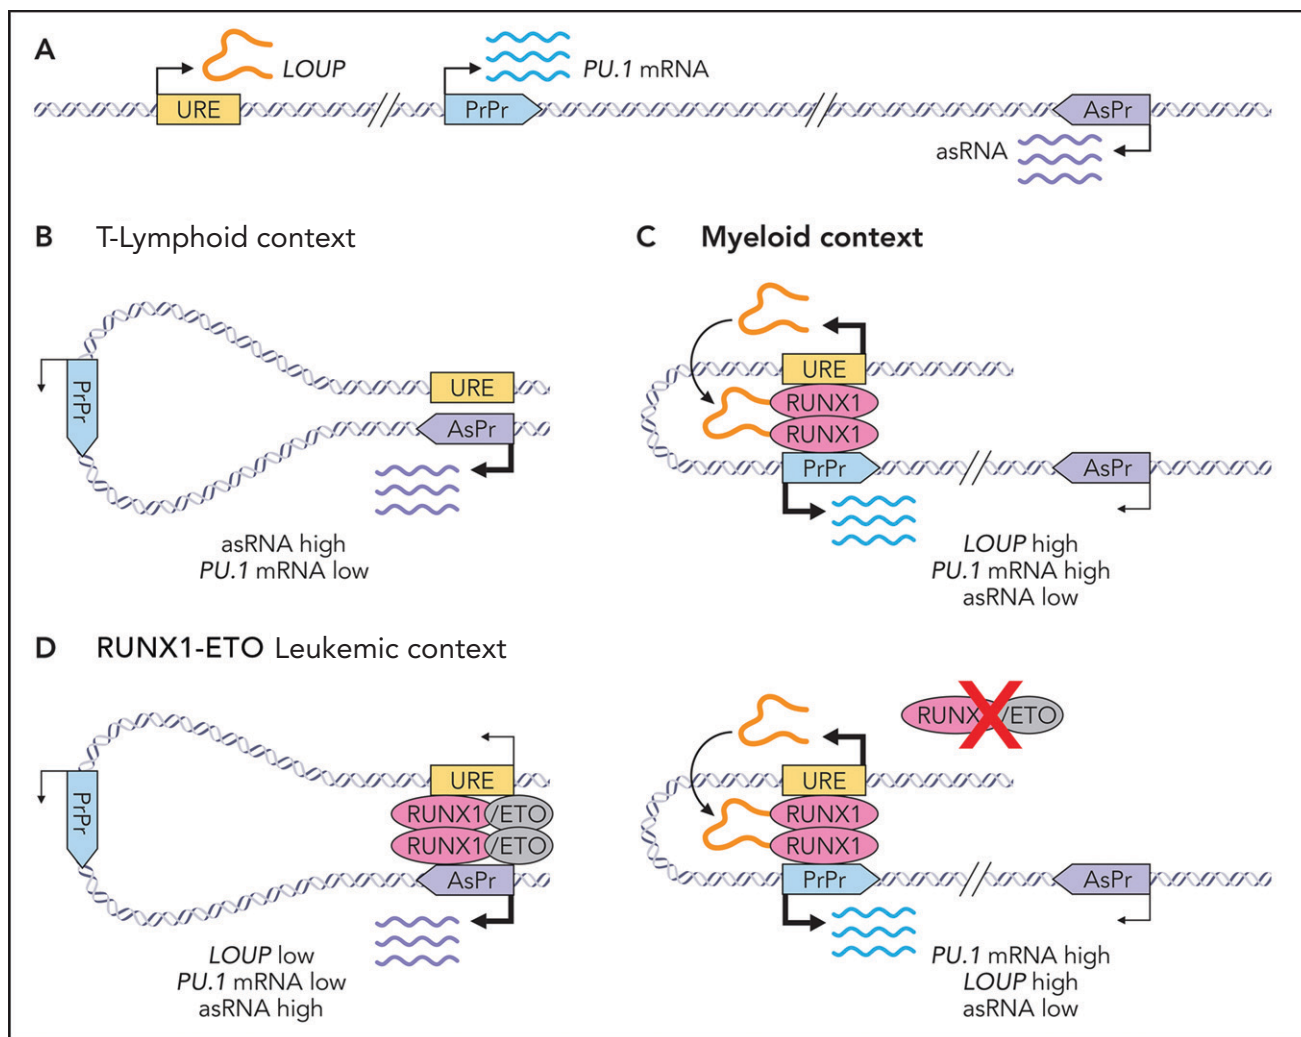 A
LOUP
PU.1 mRNA
URE
PrPr
AsPr
asRNA
B T-Lymphoid context
PrPr
URE
AsPr
asRNA high
PU.1 mRNA low
C Myeloid context
URE
RUNX1
RUNX1
PrPr
AsPr
LOUP high
PU.1 mRNA high
asRNA low
D RUNX1-ETO Leukemic context
PrPr
URE
RUNX1/ETO
RUNX1/ETO
AsPr
LOUP low
PU.1 mRNA low
asRNA high
RUNX /ETO
URE
RUNX1
RUNX1
PrPr
AsPr
PU.1 mRNA high
LOUP high
asRNA low